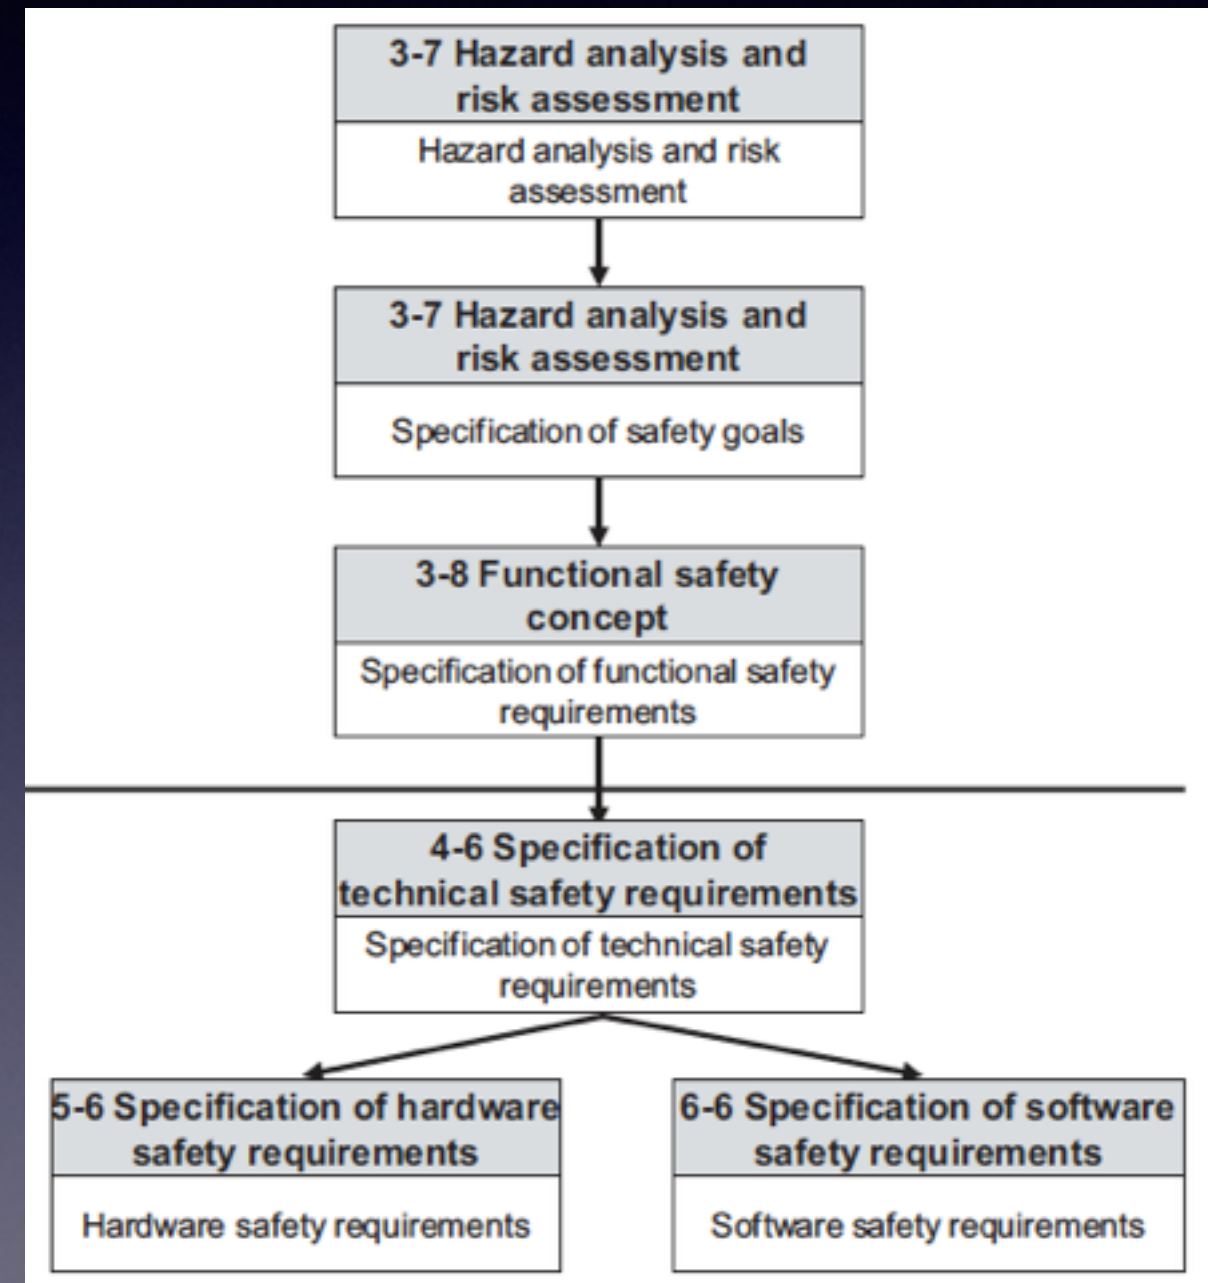 3-7 Hazard analysis and
risk assessment
Hazard analysis and risk
assessment
3-7 Hazard analysis and
risk assessment
Specification of safety goals
3-8 Functional safety
concept
Specification of functional safety
requirements
4-6 Specification of
technical safety requirements
Specification of technical safety
requirements
5-6 Specification of hardware
safety requirements
Hardware safety requirements
6-6 Specification of software
safety requirements
Software safety requirements